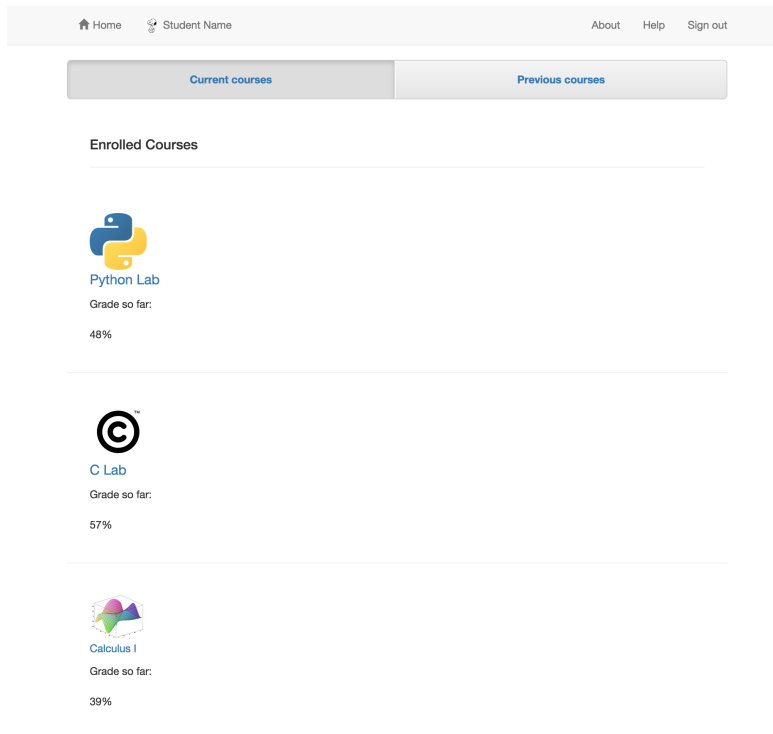 Home Student Name About Help Sign out
Current courses Previous courses
Enrolled Courses
Python Lab
Grade so far:
48%
™
C Lab
Grade so far:
57%
Calculus I
Grade so far:
39%